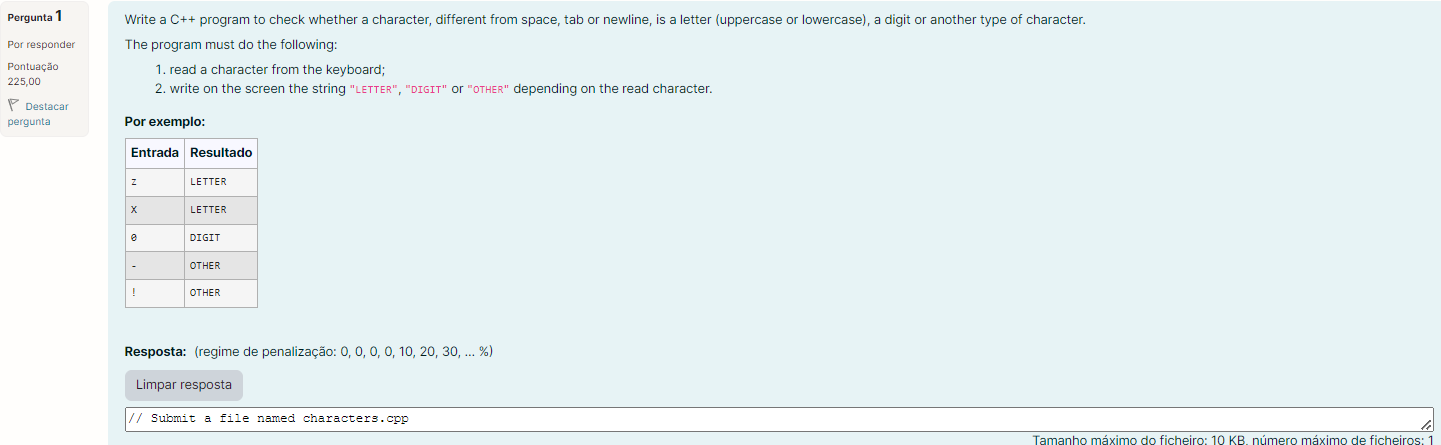 Pergunta 1
Por responder
Pontuação
225,00
Destacar
pergunta
Write a C++ program to check whether a character, different from space, tab or newline, is a letter (uppercase or lowercase), a digit or another type of character.
The program must do the following:
1. read a character from the keyboard;
2. write on the screen the string "LETTER", "DIGIT" or "OTHER" depending on the read character.
Por exemplo:
Entrada Resultado
z LETTER
X LETTER
0 DIGIT
- OTHER
! OTHER
Resposta: (regime de penalização: 0, 0, 0, 0, 10, 20, 30, ... %)
Limpar resposta
// Submit a file named characters.cpp
Tamanho máximo do ficheiro: 10 KB, número máximo de ficheiros: 1